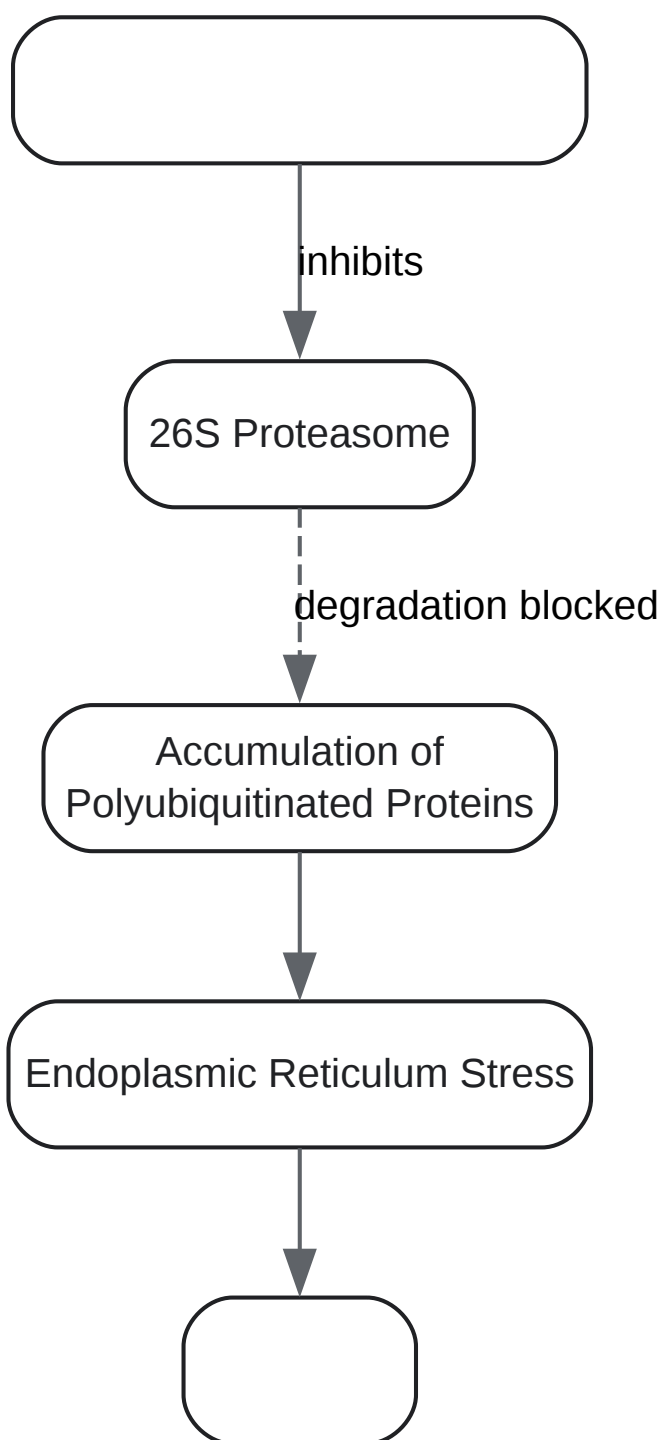 inhibits
26S Proteasome
degradation blocked
Accumulation of
Polyubiquitinated Proteins
Endoplasmic Reticulum Stress